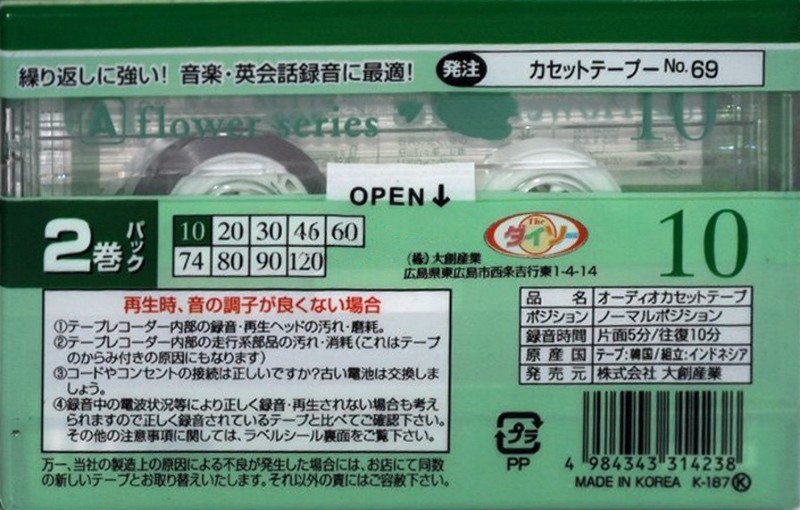 繰り返しに強い! 音楽・英会話録音に最適! 発注 カセットテープーNo.69
A flower series 10
OPEN↓
2巻パック
10 20 30 46 60
74 80 90 120
The ダイソー
(株) 大創産業
広島県東広島市西条吉行東1-4-14
10
再生時、音の調子が良くない場合
①テープレコーダー内部の録音・再生ヘッドの汚れ・磨耗。
②テープレコーダー内部の走行系部品の汚れ・消耗(これはテープ
のからみ付きの原因にもなります)
③コードやコンセントの接続は正しいですか?古い電池は交換しま
しょう。
④録音中の電波状況等により正しく録音・再生されない場合も考え
られますので正しく録音されているテープと比べてご確認下さい。
その他の注意事項に関しては、ラベルシール裏面をご覧下さい。
万一、当社の製造上の原因による不良が発生した場合には、お店にて同数
の新しいテープとお取り替えいたします。それ以外の責にはご容赦下さい。
品名 オーディオカセットテープ
ポジション ノーマルポジション
録音時間 片面5分/往復10分
原産国 テープ:韓国/組立:インドネシア
発売元 株式会社 大創産業
プラ
PP
4 984343 314238
MADE IN KOREA K-187 K